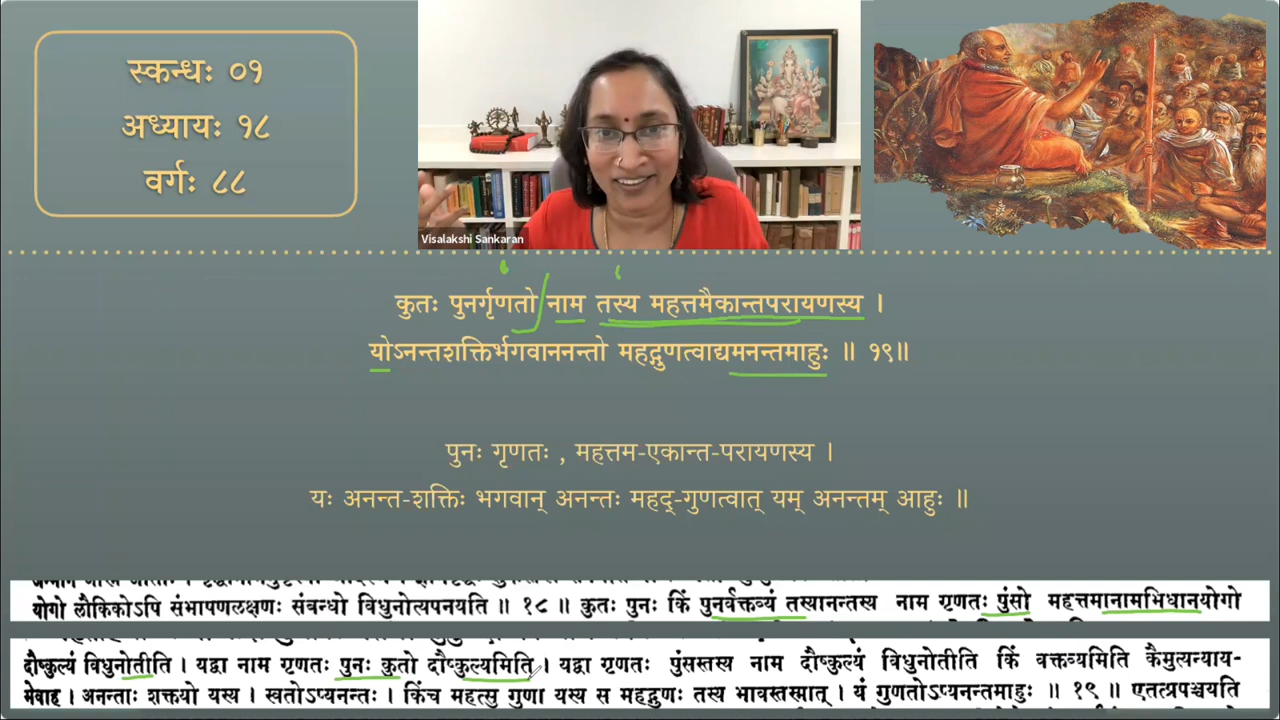 स्कन्धः ०१
अध्यायः १८
वर्गः ८८
Visalakshi Sankaran
कुतः पुनर्गृणतो नाम तस्य महत्तमैकान्तपरायणस्य ।
योऽनन्तशक्तिर्भगवाननन्तो महद्गुणत्वाद्यमनन्तमाहुः ॥ १९॥
पुनः गृणतः , महत्तम-एकान्त-परायणस्य ।
यः अनन्त-शक्तिः भगवान् अनन्तः महद्-गुणत्वात् यम् अनन्तम् आहुः ॥
योगो लौकिकोऽपि संभाषणलक्षणः संबन्धो विधुनोत्यपनयति ॥ १८ ॥ कुतः पुनः किं पुनर्वक्तव्यं तस्यानन्तस्य नाम गृणतः पुंसो महत्तमानामभिधानयोगो
दौष्कुल्यं विधुनोतीति । यद्वा नाम गृणतः पुनः कुतो दौष्कुल्यमिति । यद्वा गृणतः पुंसस्तस्य नाम दौष्कुल्यं विधुनोतीति किं वक्तव्यमिति कैमुत्यन्याय-
मेवाह । अनन्ताः शक्तयो यस्य । स्वतोऽप्यनन्तः । किंच महत्सु गुणा यस्य स महद्गुणः तस्य भावस्तस्मात् । यं गुणतोऽप्यनन्तमाहुः ॥ १९ ॥ एतत्प्रपञ्चयति